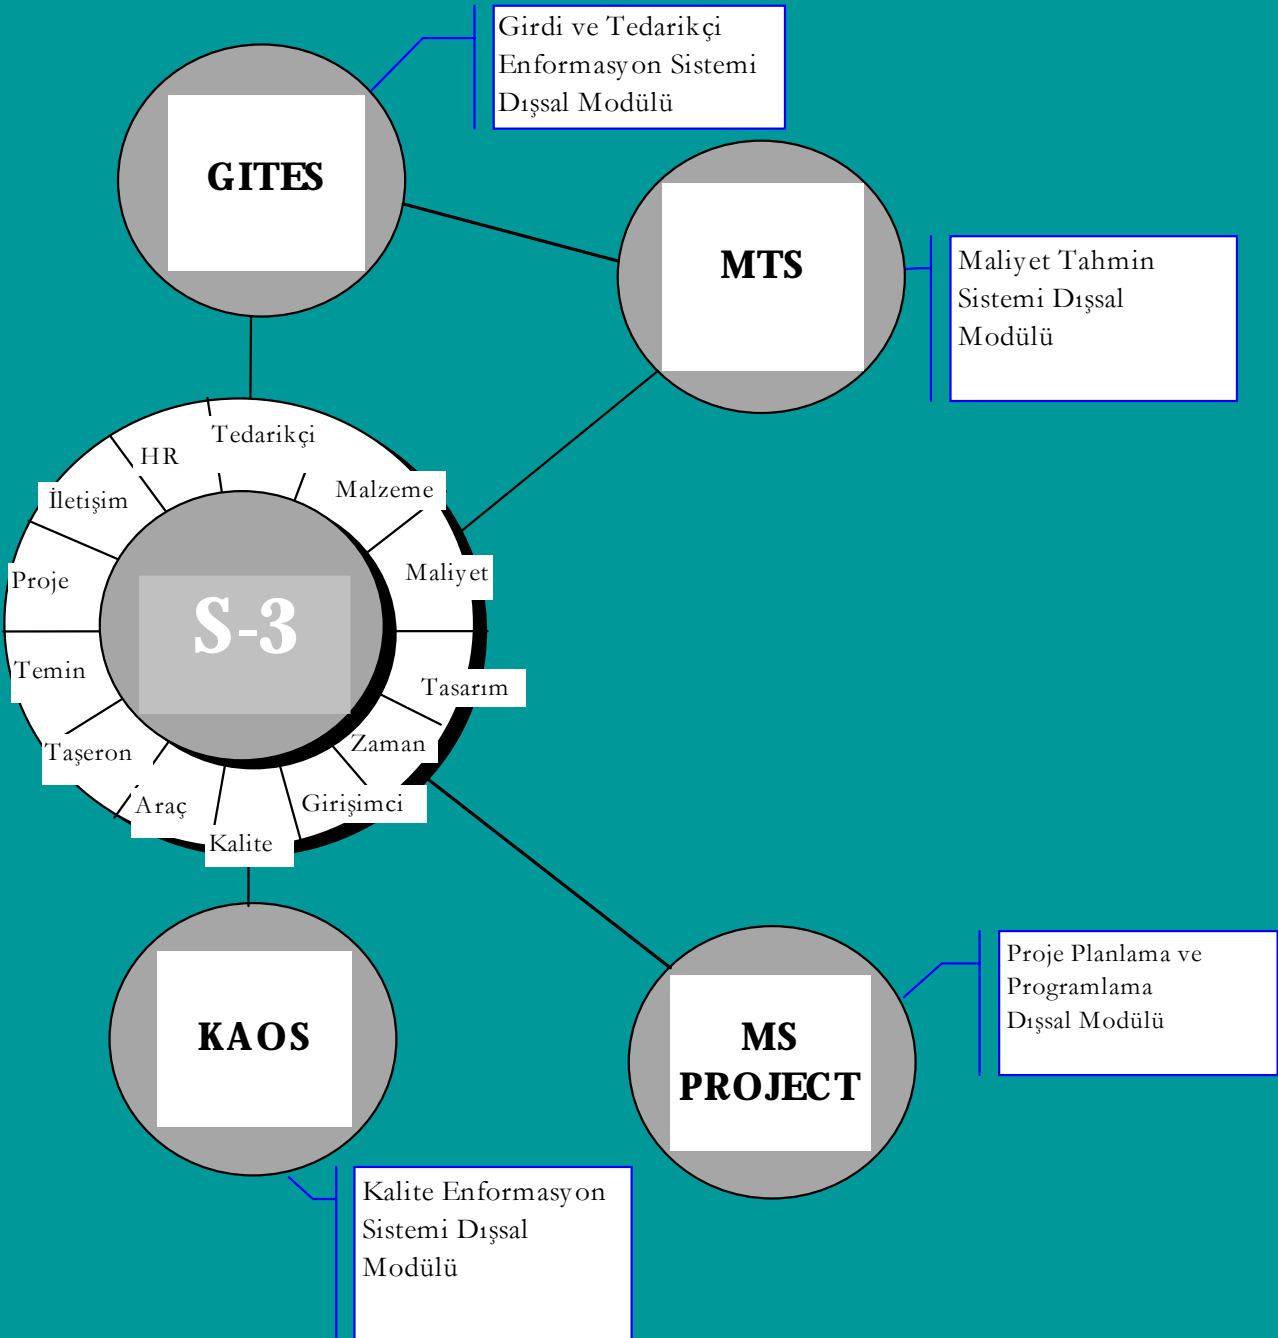 Girdi ve Tedarikçi
Enformasyon Sistemi
Dışsal Modülü
GITES
MTS
Maliyet Tahmin
Sistemi Dışsal
Modülü
Tedarikçi
HR
Malzeme
İletişim
Maliyet
Proje
S-3
Temin
Tasarım
Zaman
Taşeron
Girişimci
Araç
Kalite
KAOS
MS
PROJECT
Proje Planlama ve
Programlama
Dışsal Modülü
Kalite Enformasyon
Sistemi Dışsal
Modülü